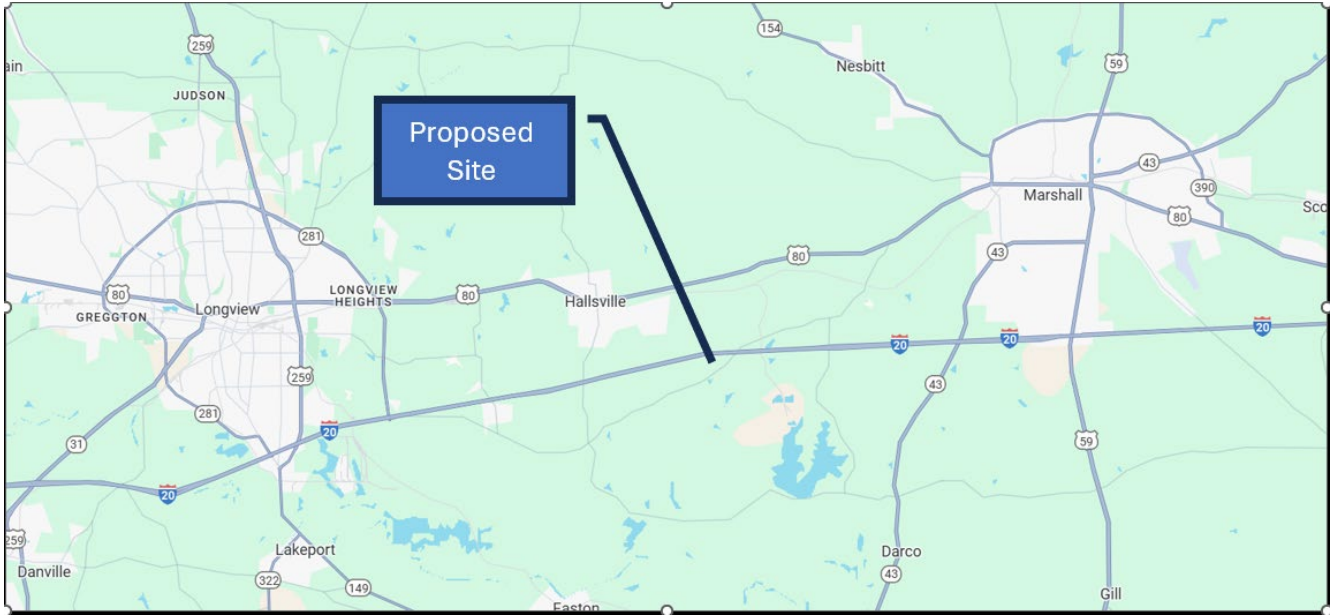 154
259
ain
Nesbitt
59
JUDSON
Proposed
Site
43
390
Marshall
Sco
80
281
43
80
LONGVIEW
HEIGHTS
80
80
Hallsville
Longview
GREGGTON
20
20
20
259
43
281
20
31
59
20
259
Lakeport
Darco
Danville
43
322
149
Gill
Easton